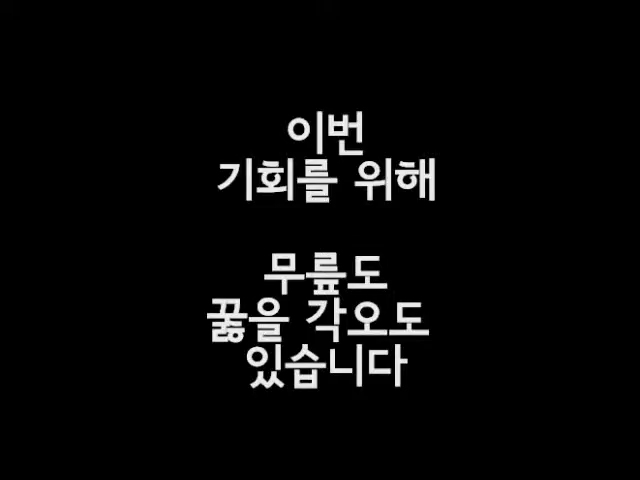 이번
기회를 위해
무릎도
꿇을 각오도
있습니다